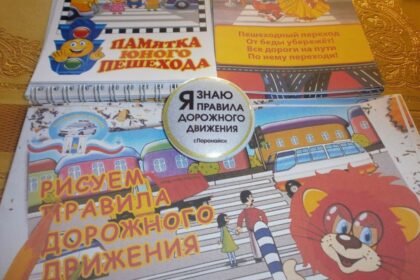 ПАМЯТКА
ЮНОГО
ПЕШЕХОДА
Пешеходный переход
От беды убережёт!
Все дороги на пути
По нему переходи!
Я ЗНАЮ
ПРАВИЛА
ДОРОЖНОГО
ДВИЖЕНИЯ
г.Поронайск
РИСУЕМ
ПРАВИЛА
ДОРОЖНОГО
ДВИЖЕНИЯ